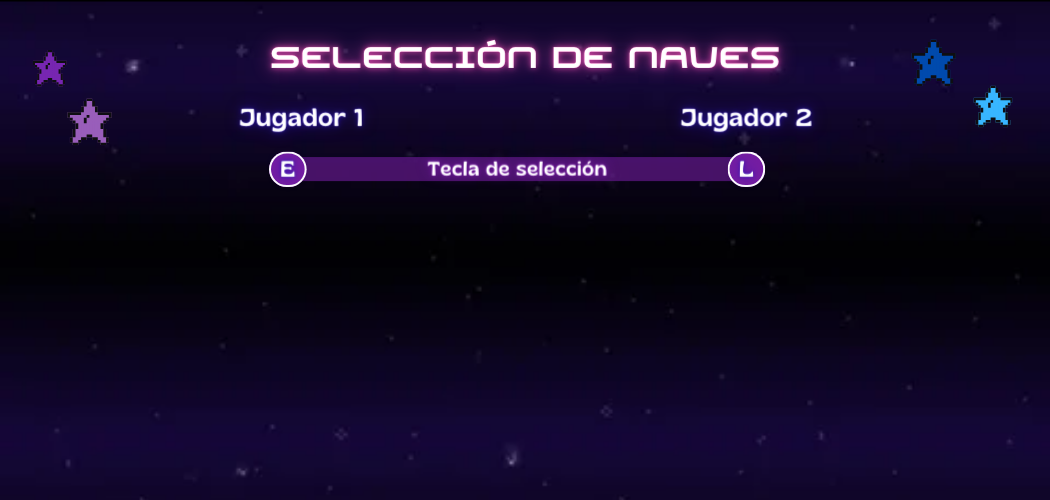 SELECCIÓN DE NAVES
Jugador 1
Jugador 2
E
Tecla de selección
L